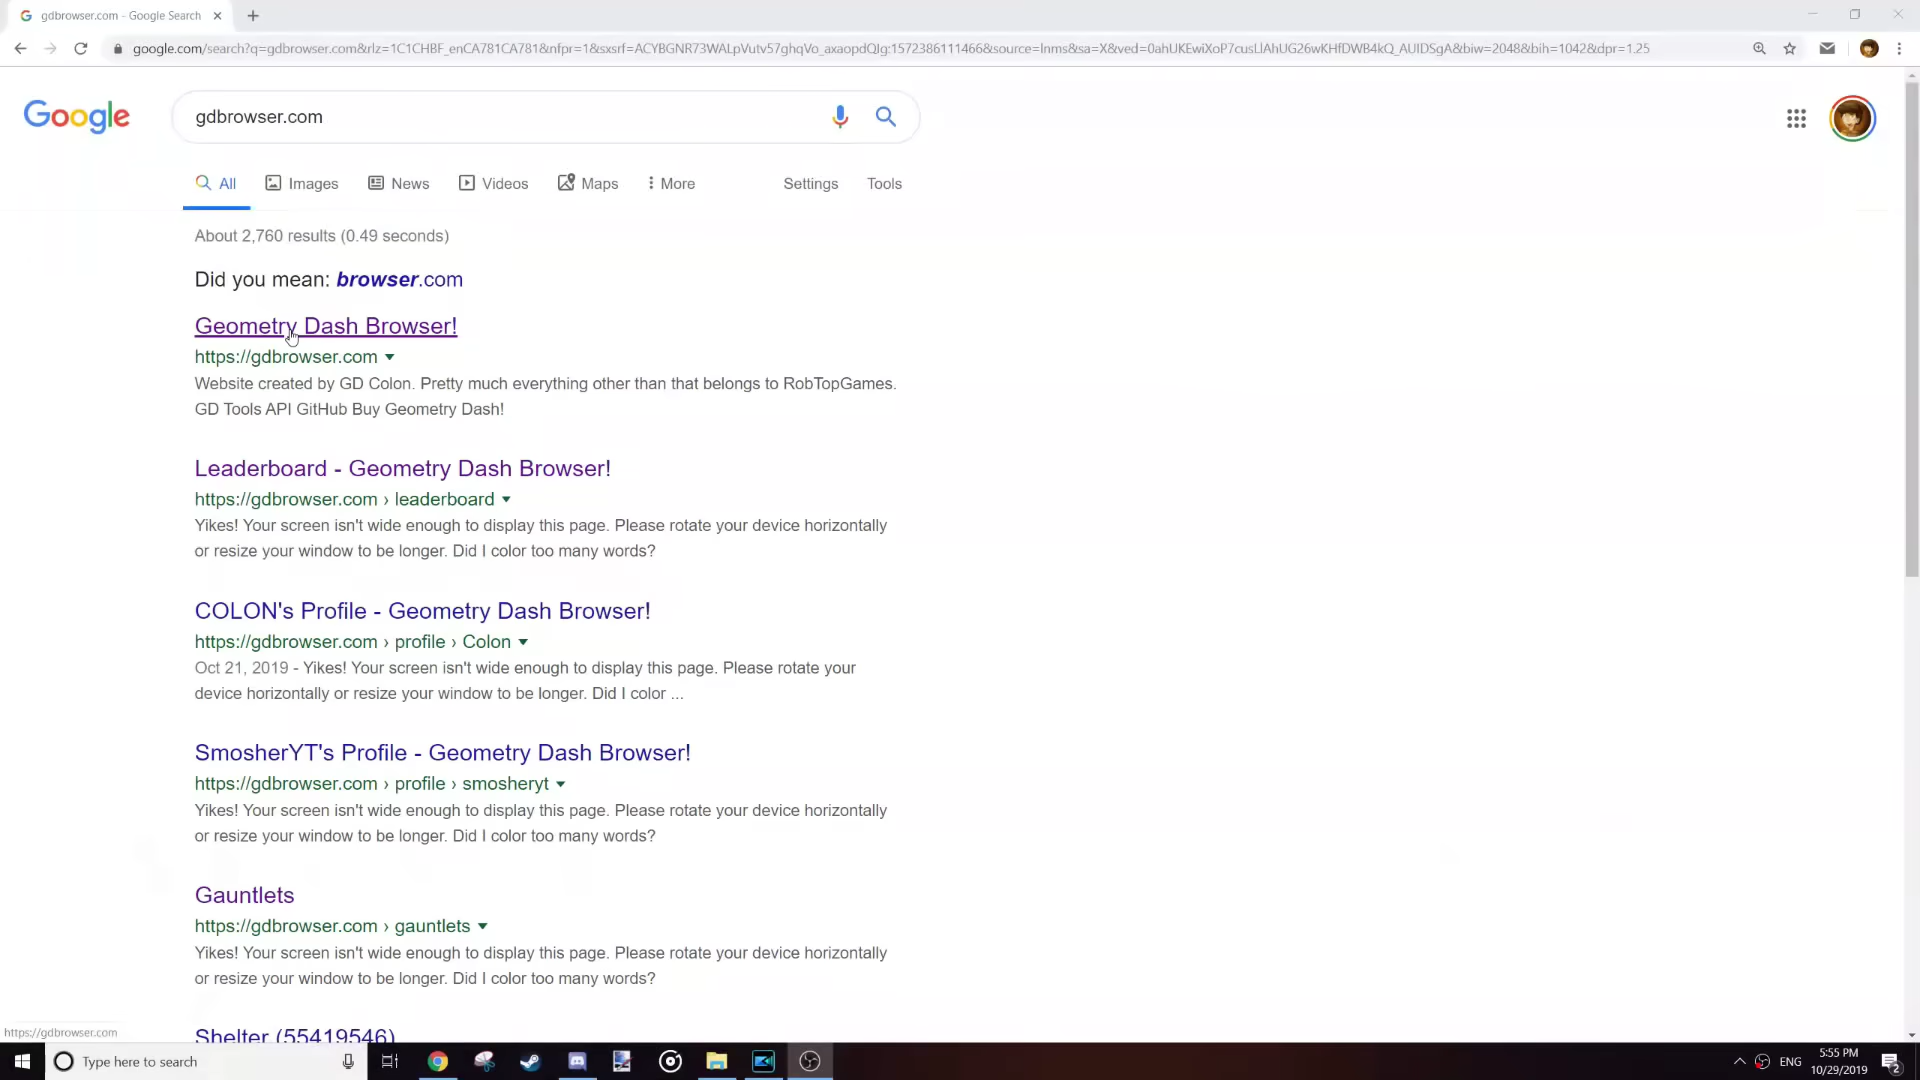 gdbrowser.com - Google Search
google.com/search?q=gdbrowser.com&rlz=1C1CHBF_enCA781CA781&nfpr=1&sxsrf=ACYBGNR73WALpVutv57ghqVo_axaopdQJg:1572386111466&source=lnms&sa=X&ved=0ahUKEwiXoP7cusLlAhUG26wKHfDWB4kQ_AUIDSgA&biw=2048&bih=1042&dpr=1.25
Google
gdbrowser.com
All Images News Videos Maps More Settings Tools
About 2,760 results (0.49 seconds)
Did you mean: browser.com
Geometry Dash Browser!
https://gdbrowser.com
Website created by GD Colon. Pretty much everything other than that belongs to RobTopGames.
GD Tools API GitHub Buy Geometry Dash!
Leaderboard - Geometry Dash Browser!
https://gdbrowser.com › leaderboard
Yikes! Your screen isn't wide enough to display this page. Please rotate your device horizontally
or resize your window to be longer. Did I color too many words?
COLON's Profile - Geometry Dash Browser!
https://gdbrowser.com › profile › Colon
Oct 21, 2019 - Yikes! Your screen isn't wide enough to display this page. Please rotate your
device horizontally or resize your window to be longer. Did I color ...
SmosherYT's Profile - Geometry Dash Browser!
https://gdbrowser.com › profile › smosheryt
Yikes! Your screen isn't wide enough to display this page. Please rotate your device horizontally
or resize your window to be longer. Did I color too many words?
Gauntlets
https://gdbrowser.com › gauntlets
Yikes! Your screen isn't wide enough to display this page. Please rotate your device horizontally
or resize your window to be longer. Did I color too many words?
Shelter (55419546)
https://gdbrowser.com
Type here to search
ENG
5:55 PM
10/29/2019
2